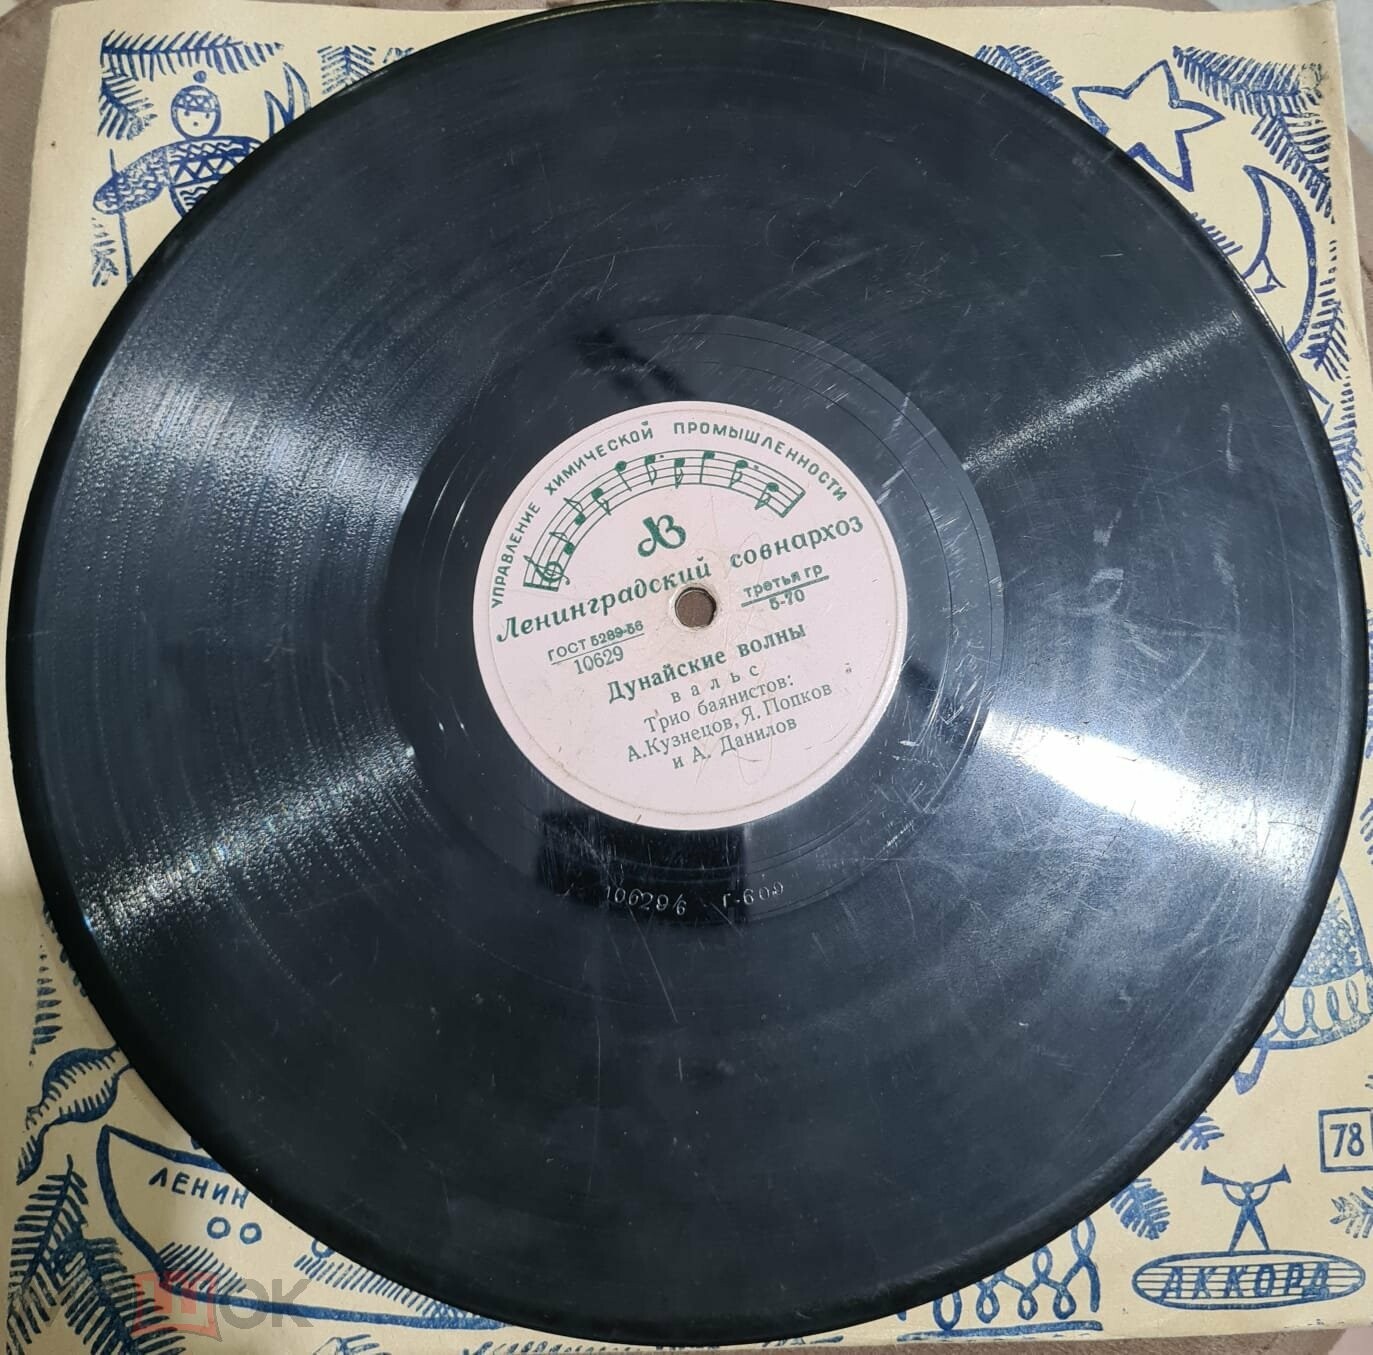 УПРАВЛЕНИЕ ХИМИЧЕСКОЙ ПРОМЫШЛЕННОСТИ
Ленинградский совнархоз
ГОСТ 5289-56
10629
третья гр
5-70
Дунайские волны
вальс
Трио баянистов:
А.Кузнецов, Я. Попков
и А. Данилов
10629/6 Г-609
ЛЕНИН
78
АККОРД